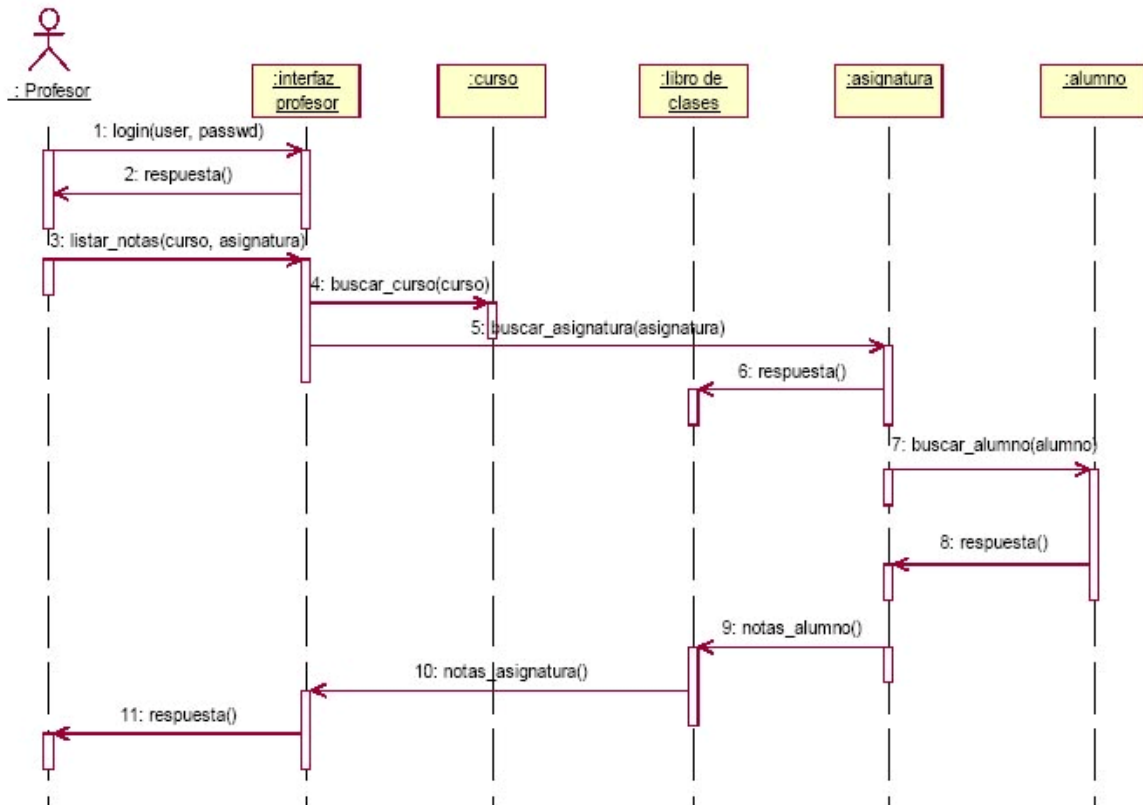 : Profesor
:interfaz
profesor
:curso
:libro de
clases
:asignatura
:alumno
1: login(user, passwd)
2: respuesta()
3: listar_notas(curso, asignatura)
4: buscar_curso(curso)
5: buscar_asignatura(asignatura)
6: respuesta()
7: buscar_alumno(alumno)
8: respuesta()
9: notas_alumno()
10: notas_asignatura()
11: respuesta()